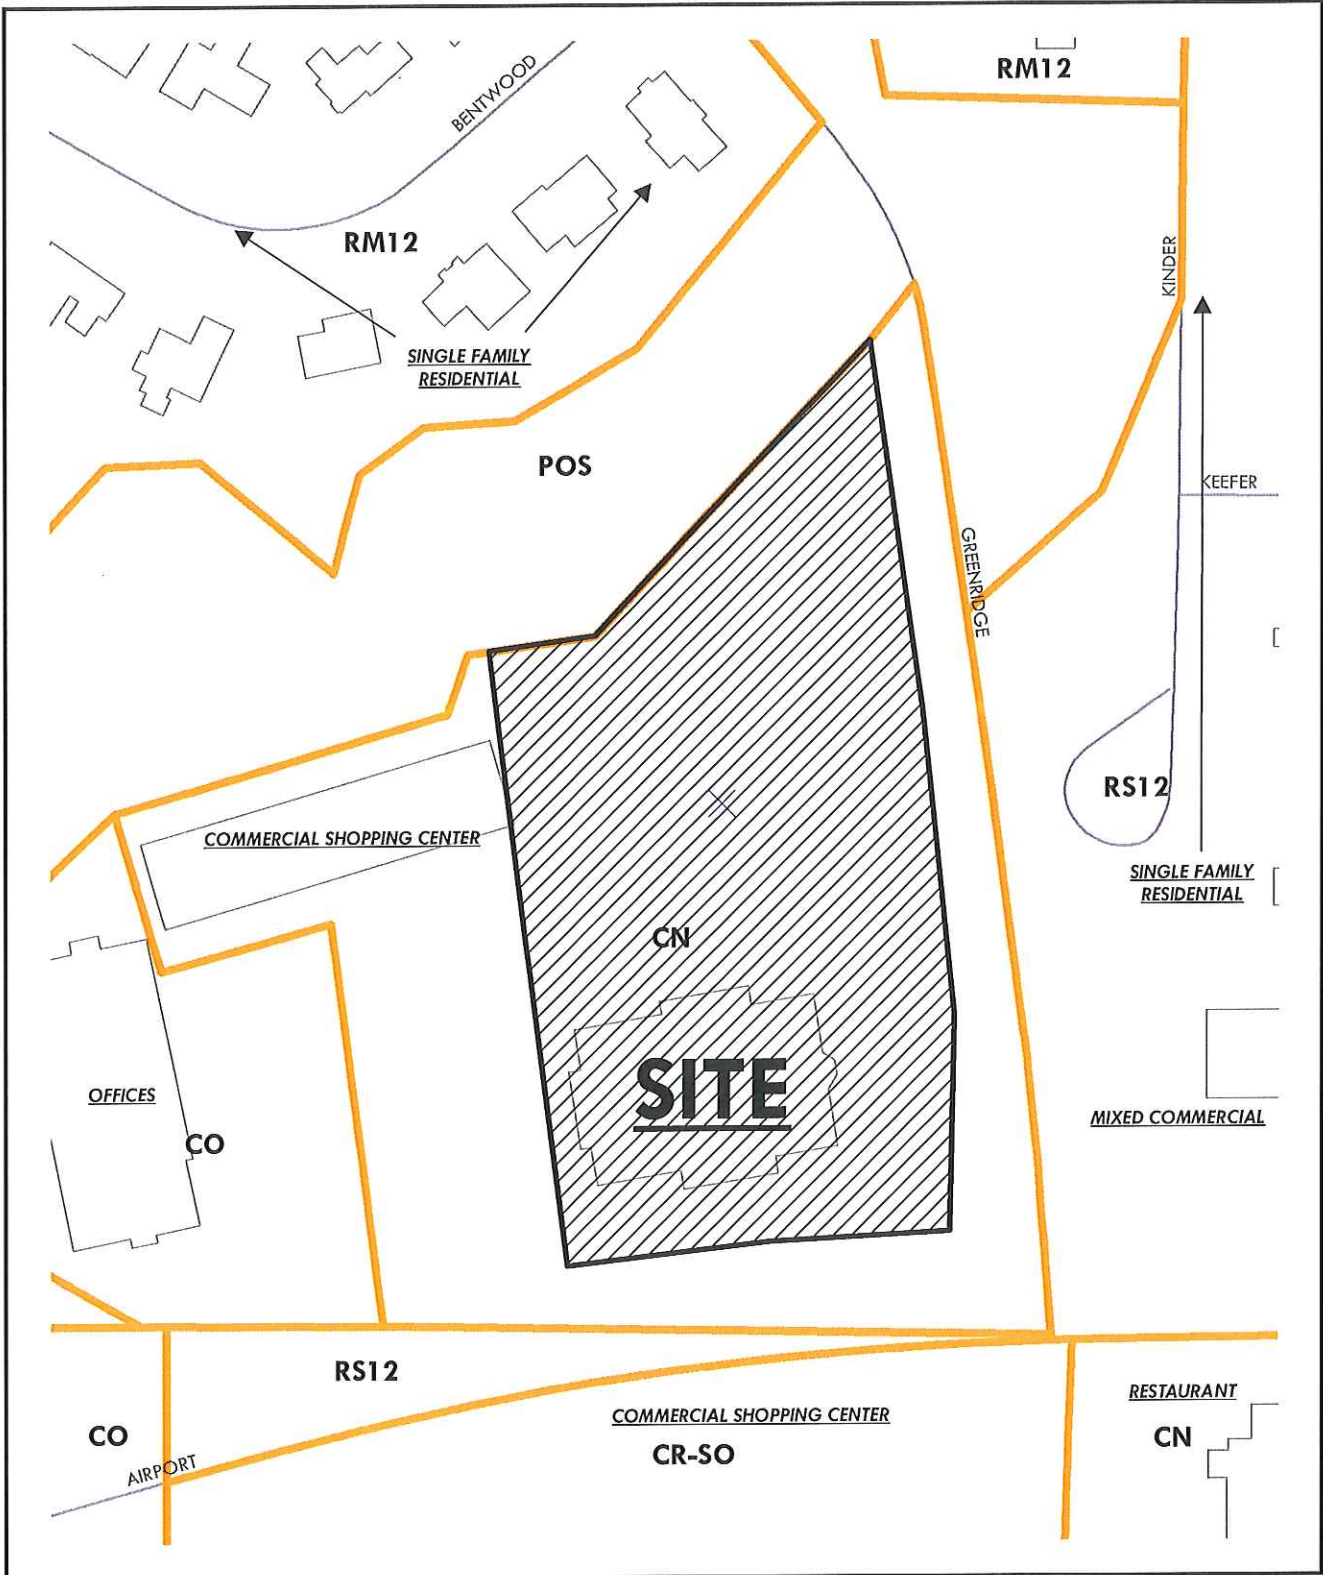 RM12
BENTWOOD
RM12
KINDER
SINGLE FAMILY
RESIDENTIAL
POS
KEEFER
GREENRIDGE
RS12
COMMERCIAL SHOPPING CENTER
SINGLE FAMILY
RESIDENTIAL
CN
SITE
OFFICES
MIXED COMMERCIAL
CO
RS12
RESTAURANT
COMMERCIAL SHOPPING CENTER
CO
CN
CR-SO
AIRPORT